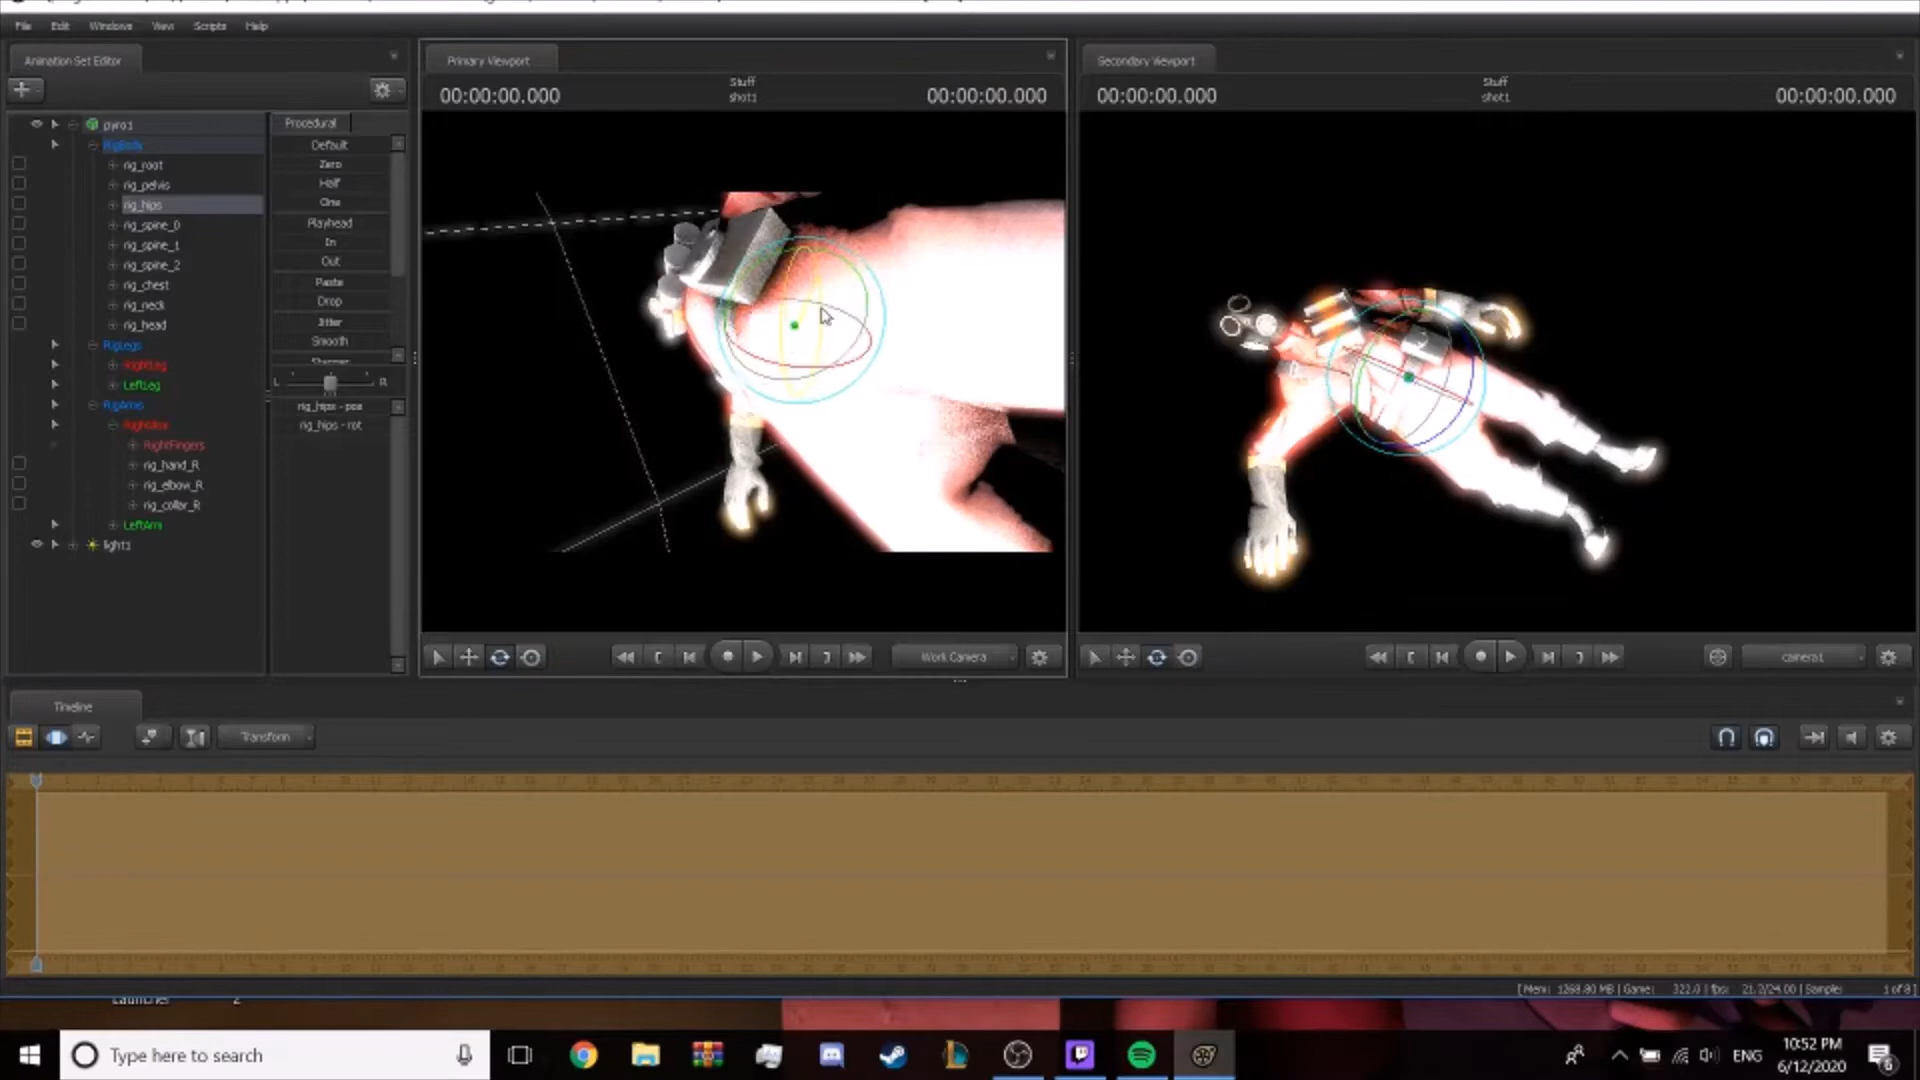 File Edit Windows View Scripts Help
Animation Set Editor
pyro1
RigBody
rig_root
rig_pelvis
rig_hips
rig_spine_0
rig_spine_1
rig_spine_2
rig_chest
rig_neck
rig_head
RigLegs
RightLeg
LeftLeg
RigArms
RightArm
RightFingers
rig_hand_R
rig_elbow_R
rig_collar_R
LeftArm
light1
Procedural
Default
Zero
Half
One
Playhead
In
Out
Paste
Drop
Jitter
Smooth
L R
rig_hips - pos
rig_hips - rot
Primary Viewport
Stuff
00:00:00.000 shot1 00:00:00.000
Work Camera
Secondary Viewport
Stuff
00:00:00.000 shot1 00:00:00.000
camera1
Timeline
Transform
Launcher 2
Type here to search
ENG
10:52 PM
6/12/2020
6